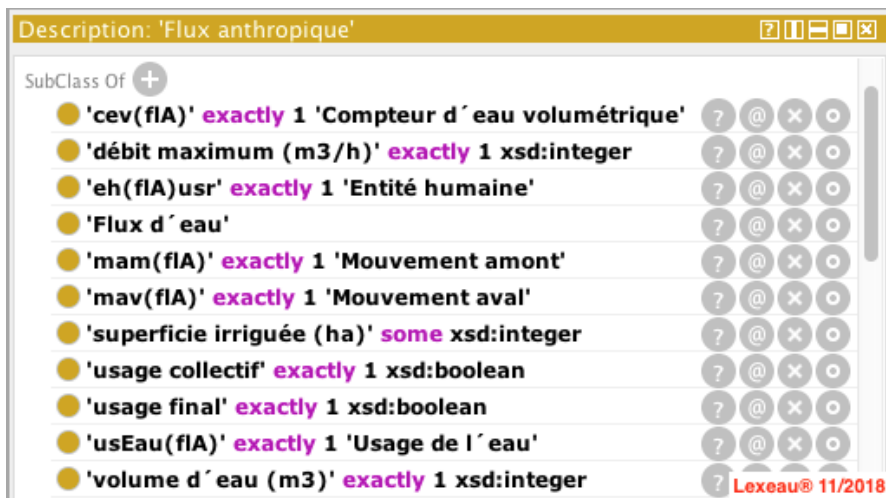 Description: 'Flux anthropique'
SubClass Of
'cev(flA)' exactly 1 'Compteur d´eau volumétrique'
'débit maximum (m3/h)' exactly 1 xsd:integer
'eh(flA)usr' exactly 1 'Entité humaine'
'Flux d´eau'
'mam(flA)' exactly 1 'Mouvement amont'
'mav(flA)' exactly 1 'Mouvement aval'
'superficie irriguée (ha)' some xsd:integer
'usage collectif' exactly 1 xsd:boolean
'usage final' exactly 1 xsd:boolean
'usEau(flA)' exactly 1 'Usage de l´eau'
'volume d´eau (m3)' exactly 1 xsd:integer
Lexeau® 11/2018